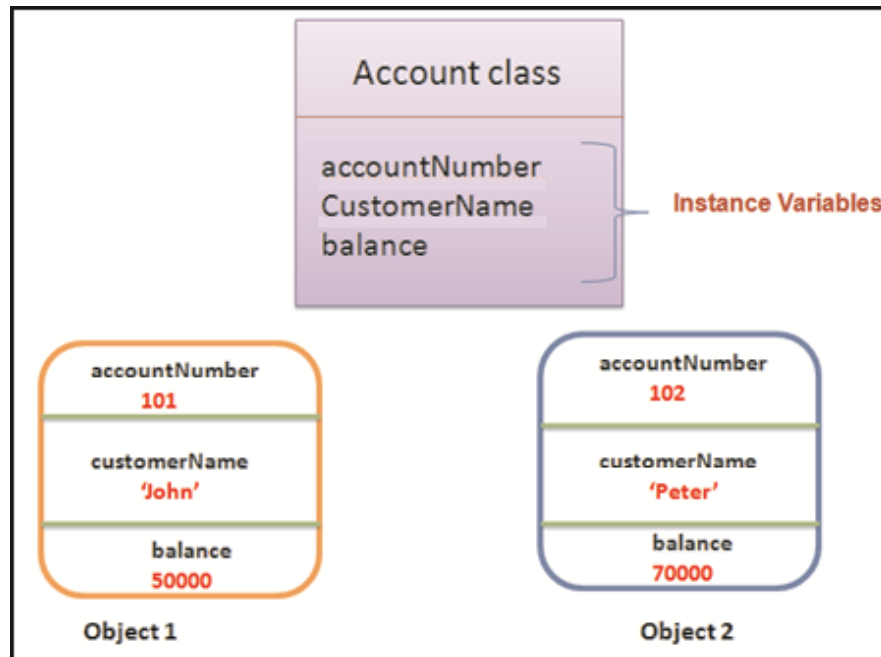 Account class
accountNumber
CustomerName
balance
Instance Variables
accountNumber
101
customerName
‘John’
balance
50000
Object 1
accountNumber
102
customerName
‘Peter’
balance
70000
Object 2